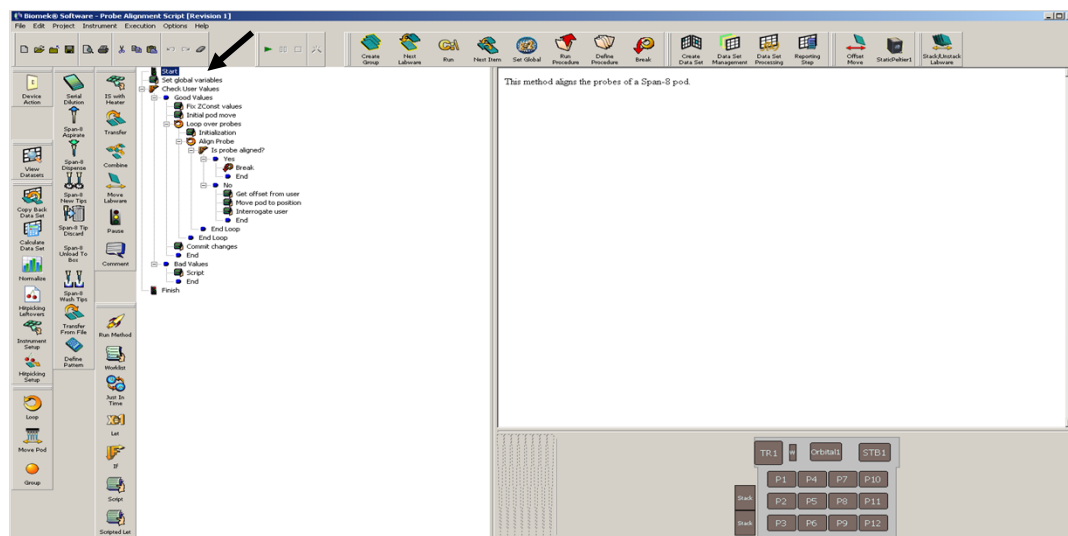 Biomek® Software - Probe Alignment Script [Revision 1]
File Edit Project Instrument Execution Options Help
Create Group
Next Labware
Run
Next Item
Set Global
Run Procedure
Define Procedure
Break
Create Data Set
Data Set Management
Data Set Processing
Reporting Step
Offset Move
StaticPeltier1
Stack/Unstack Labware
Device Action
View Datasets
Copy Back Data Set
Calculate Data Set
Normalize
Hitpicking Leftovers
Instrument Setup
Hitpicking Setup
Loop
Move Pod
Group
Serial Dilution
Span-8 Aspirate
Span-8 Dispense
Span-8 New Tips
Span-8 Tip Discard
Span-8 Unload To Box
Span-8 Wash Tips
Transfer From File
Define Pattern
IS with Heater
Transfer
Combine
Move Labware
Pause
Comment
Run Method
Worklist
Just In Time
Let
If
Script
Scripted Let
Start
Set global variables
Check User Values
Good Values
Fix ZConst values
Initial pod move
Loop over probes
Initialization
Align Probe
Is probe aligned?
Yes
Break
End
No
Get offset from user
Move pod to position
Interrogate user
End
End Loop
End Loop
Commit changes
End
Bad Values
Script
End
Finish
This method aligns the probes of a Span-8 pod.
TR1 W Orbital1 STB1
P1 P4 P7 P10
Stack P2 P5 P8 P11
Stack P3 P6 P9 P12